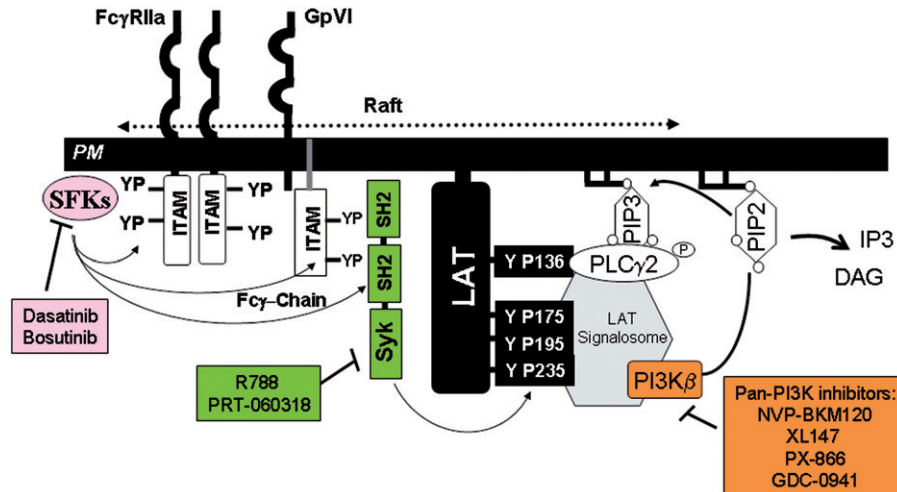 FcγRIIa
GpVI
Raft
PM
SFKs
YP
YP
ITAM
ITAM
YP
YP
ITAM
YP
YP
Fcγ–Chain
SH2
SH2
Syk
LAT
Y P136
Y P175
Y P195
Y P235
PIP3
PLCγ2
P
LAT
Signalosome
PI3Kβ
PIP2
IP3
DAG
Dasatinib
Bosutinib
R788
PRT-060318
Pan-PI3K inhibitors:
NVP-BKM120
XL147
PX-866
GDC-0941